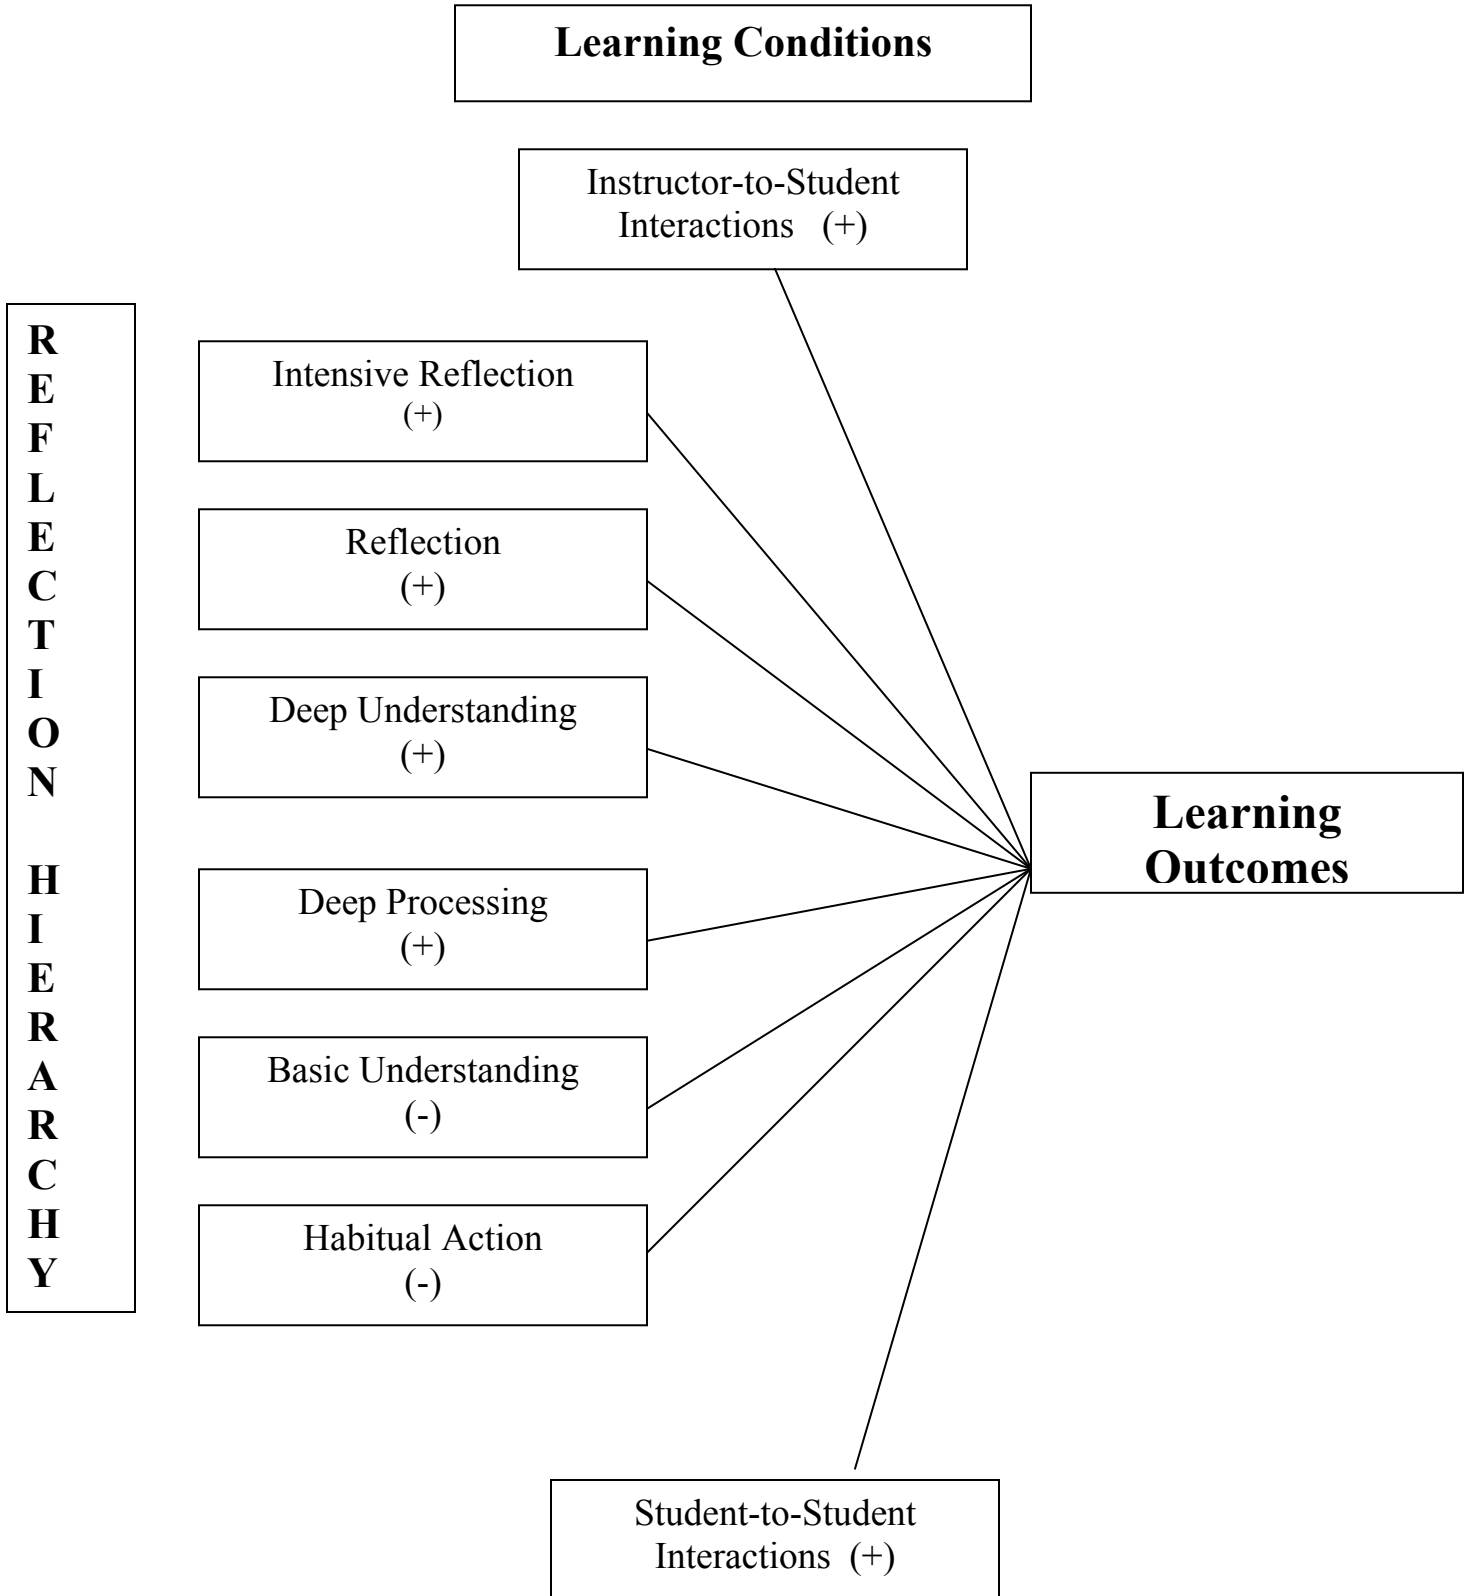 Learning Conditions
Instructor-to-Student
Interactions (+)
R
E
F
L
E
C
T
I
O
N
H
I
E
R
A
R
C
H
Y
Intensive Reflection
(+)
Reflection
(+)
Deep Understanding
(+)
Deep Processing
(+)
Basic Understanding
(-)
Habitual Action
(-)
Learning
Outcomes
Student-to-Student
Interactions (+)